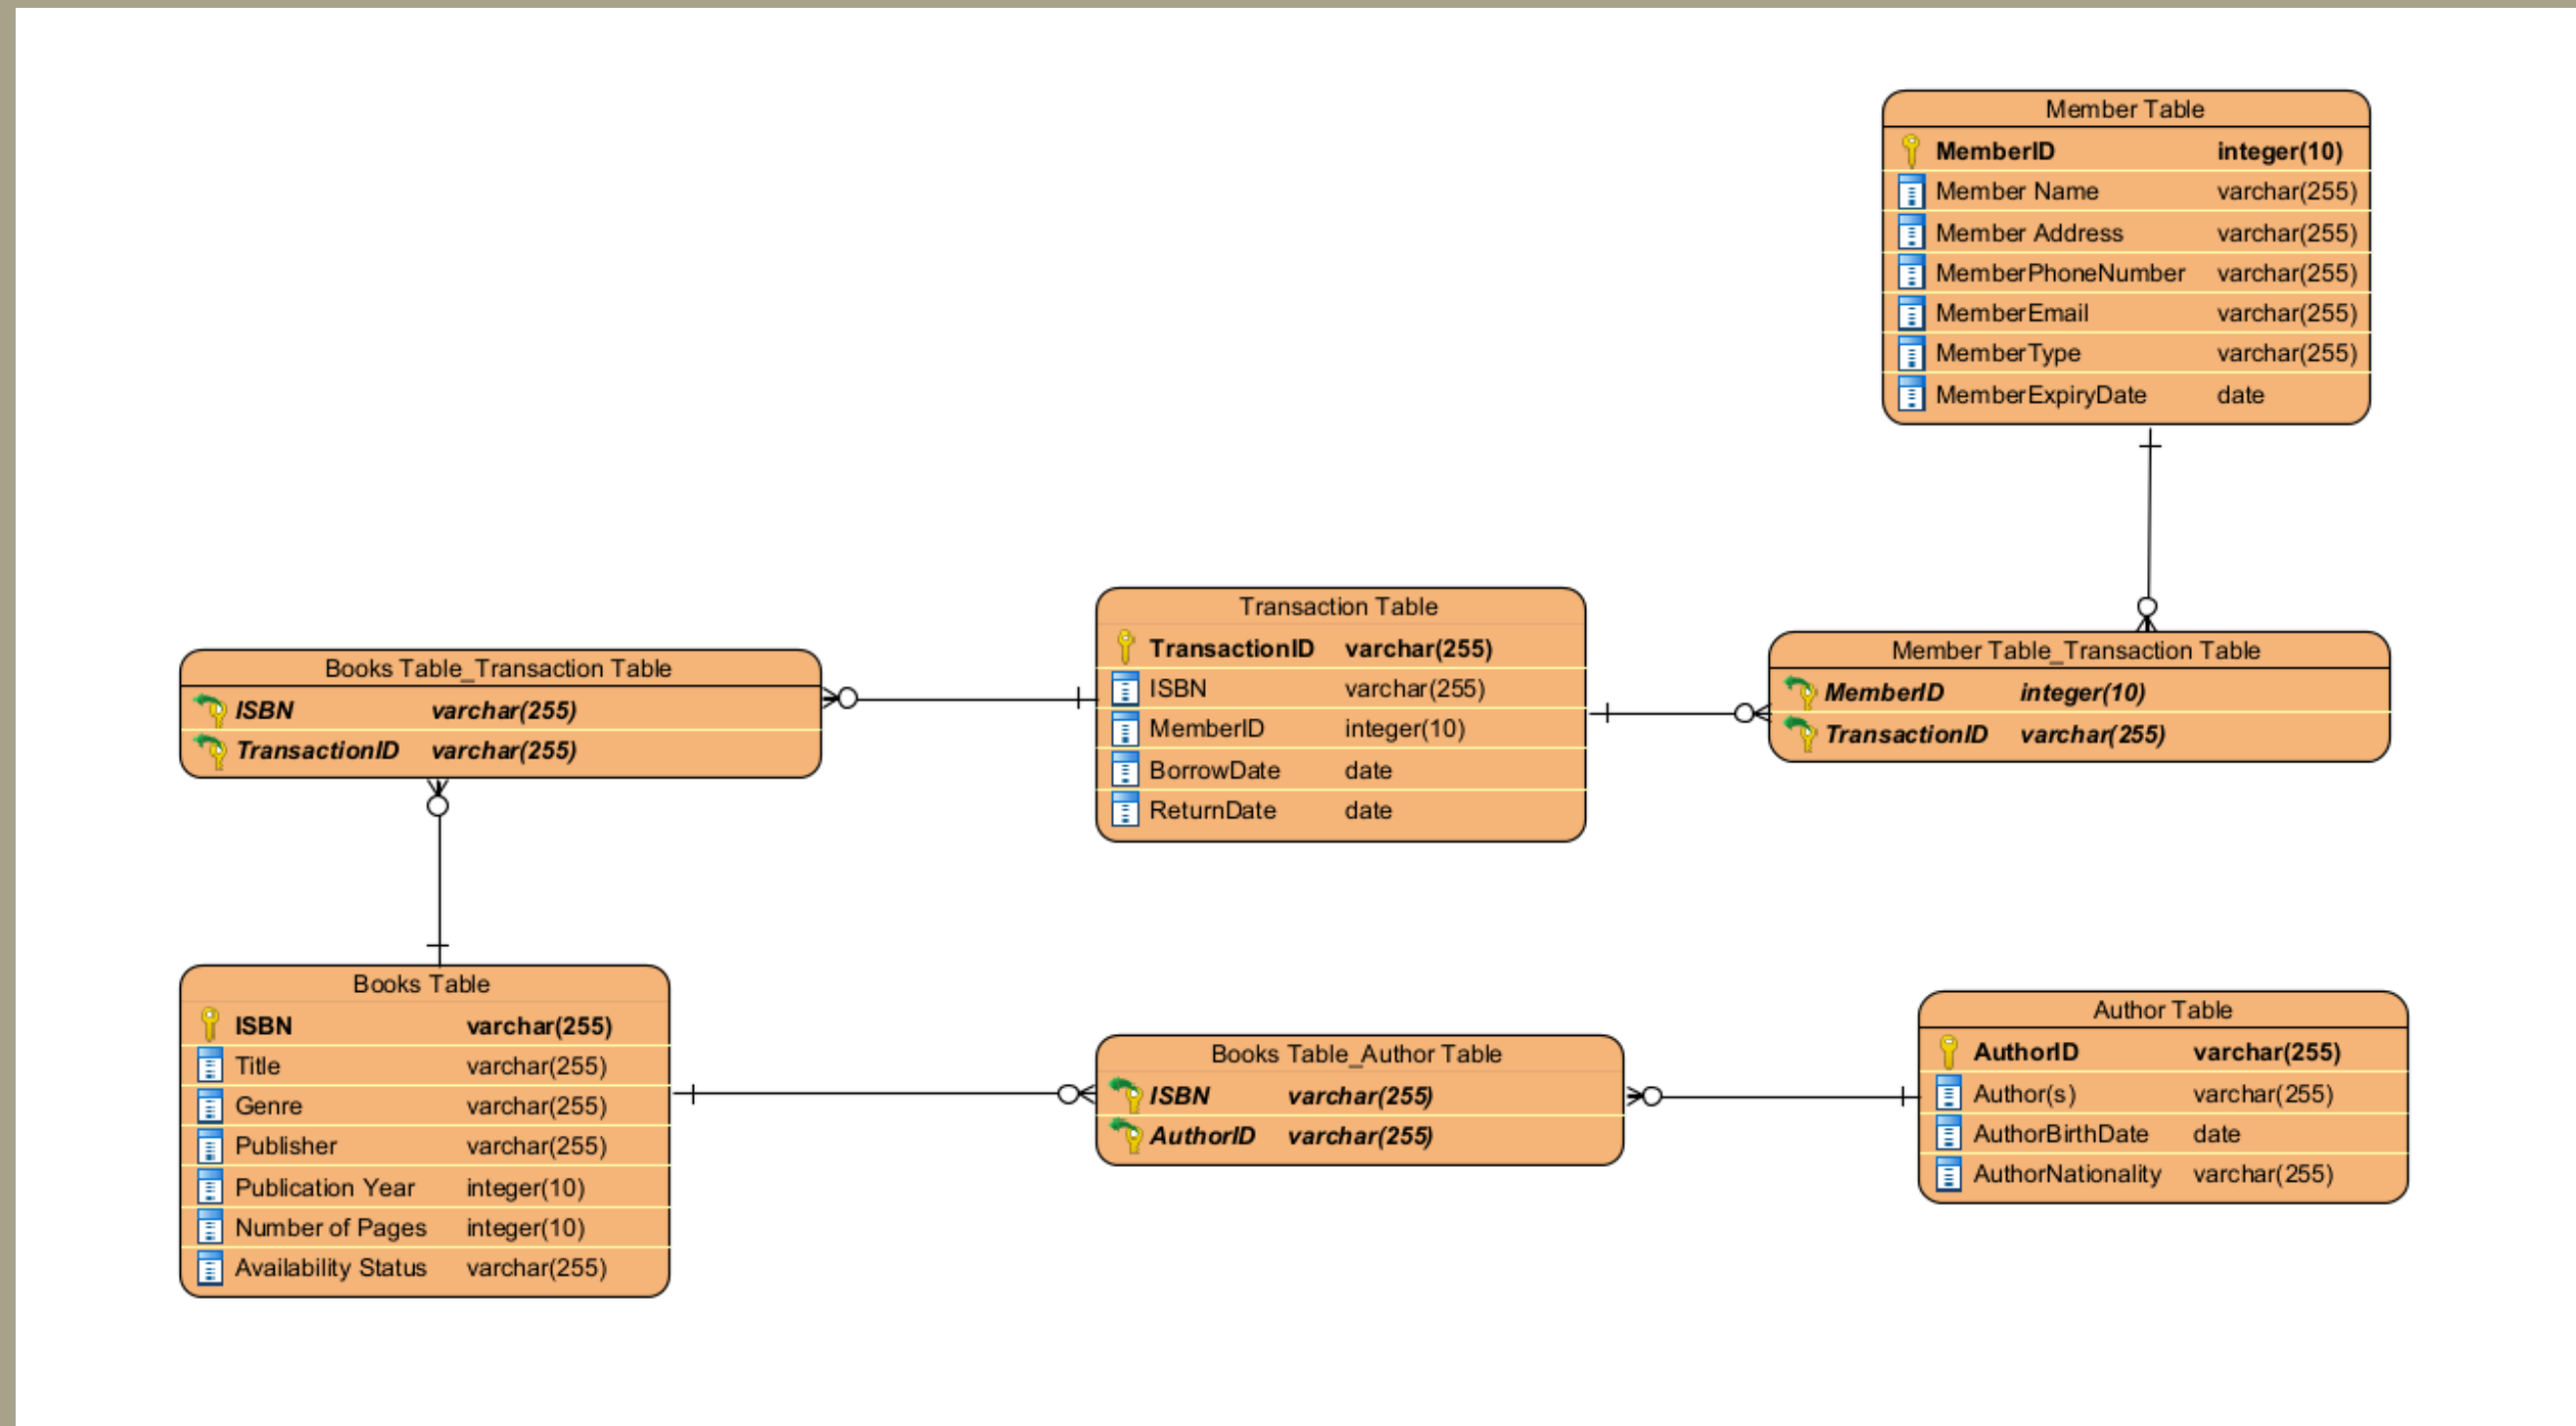 Member Table
MemberID integer(10)
Member Name varchar(255)
Member Address varchar(255)
MemberPhoneNumber varchar(255)
MemberEmail varchar(255)
MemberType varchar(255)
MemberExpiryDate date
Transaction Table
TransactionID varchar(255)
ISBN varchar(255)
MemberID integer(10)
BorrowDate date
ReturnDate date
Member Table_Transaction Table
MemberID integer(10)
TransactionID varchar(255)
Books Table_Transaction Table
ISBN varchar(255)
TransactionID varchar(255)
Books Table
ISBN varchar(255)
Title varchar(255)
Genre varchar(255)
Publisher varchar(255)
Publication Year integer(10)
Number of Pages integer(10)
Availability Status varchar(255)
Books Table_Author Table
ISBN varchar(255)
AuthorID varchar(255)
Author Table
AuthorID varchar(255)
Author(s) varchar(255)
AuthorBirthDate date
AuthorNationality varchar(255)